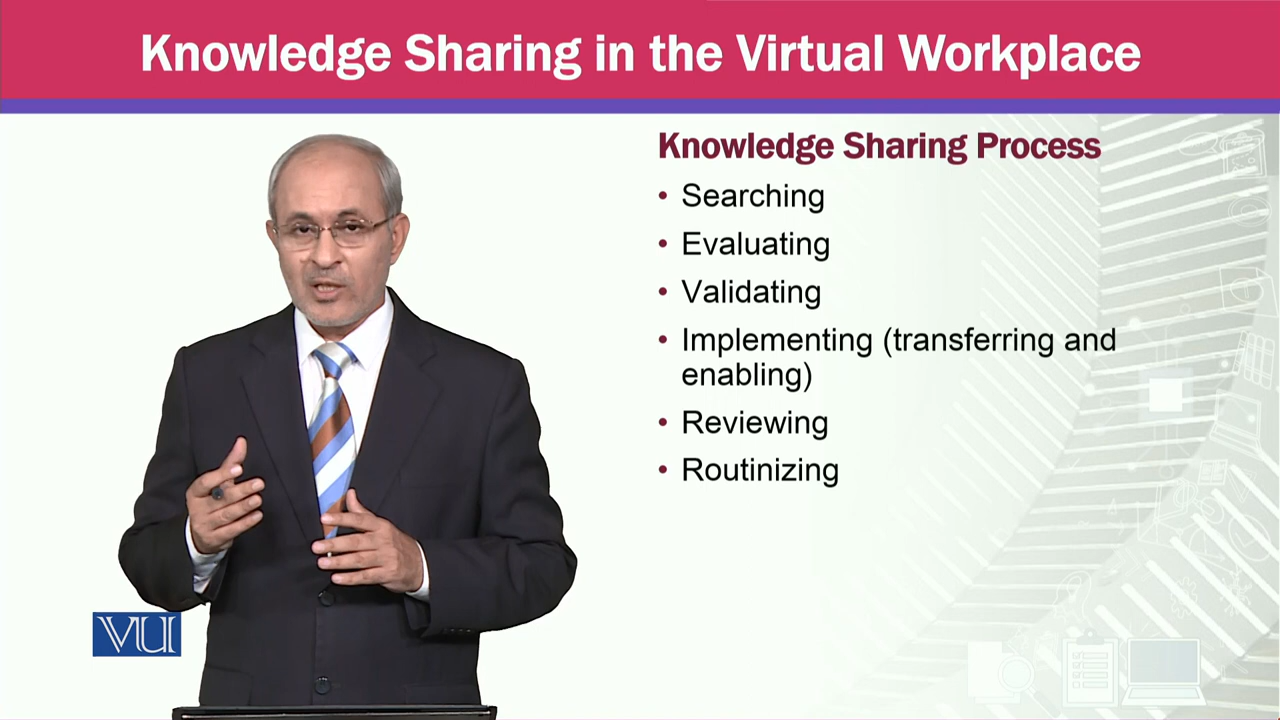 Knowledge Sharing in the Virtual Workplace
Knowledge Sharing Process
• Searching
• Evaluating
• Validating
• Implementing (transferring and
enabling)
• Reviewing
• Routinizing
VU